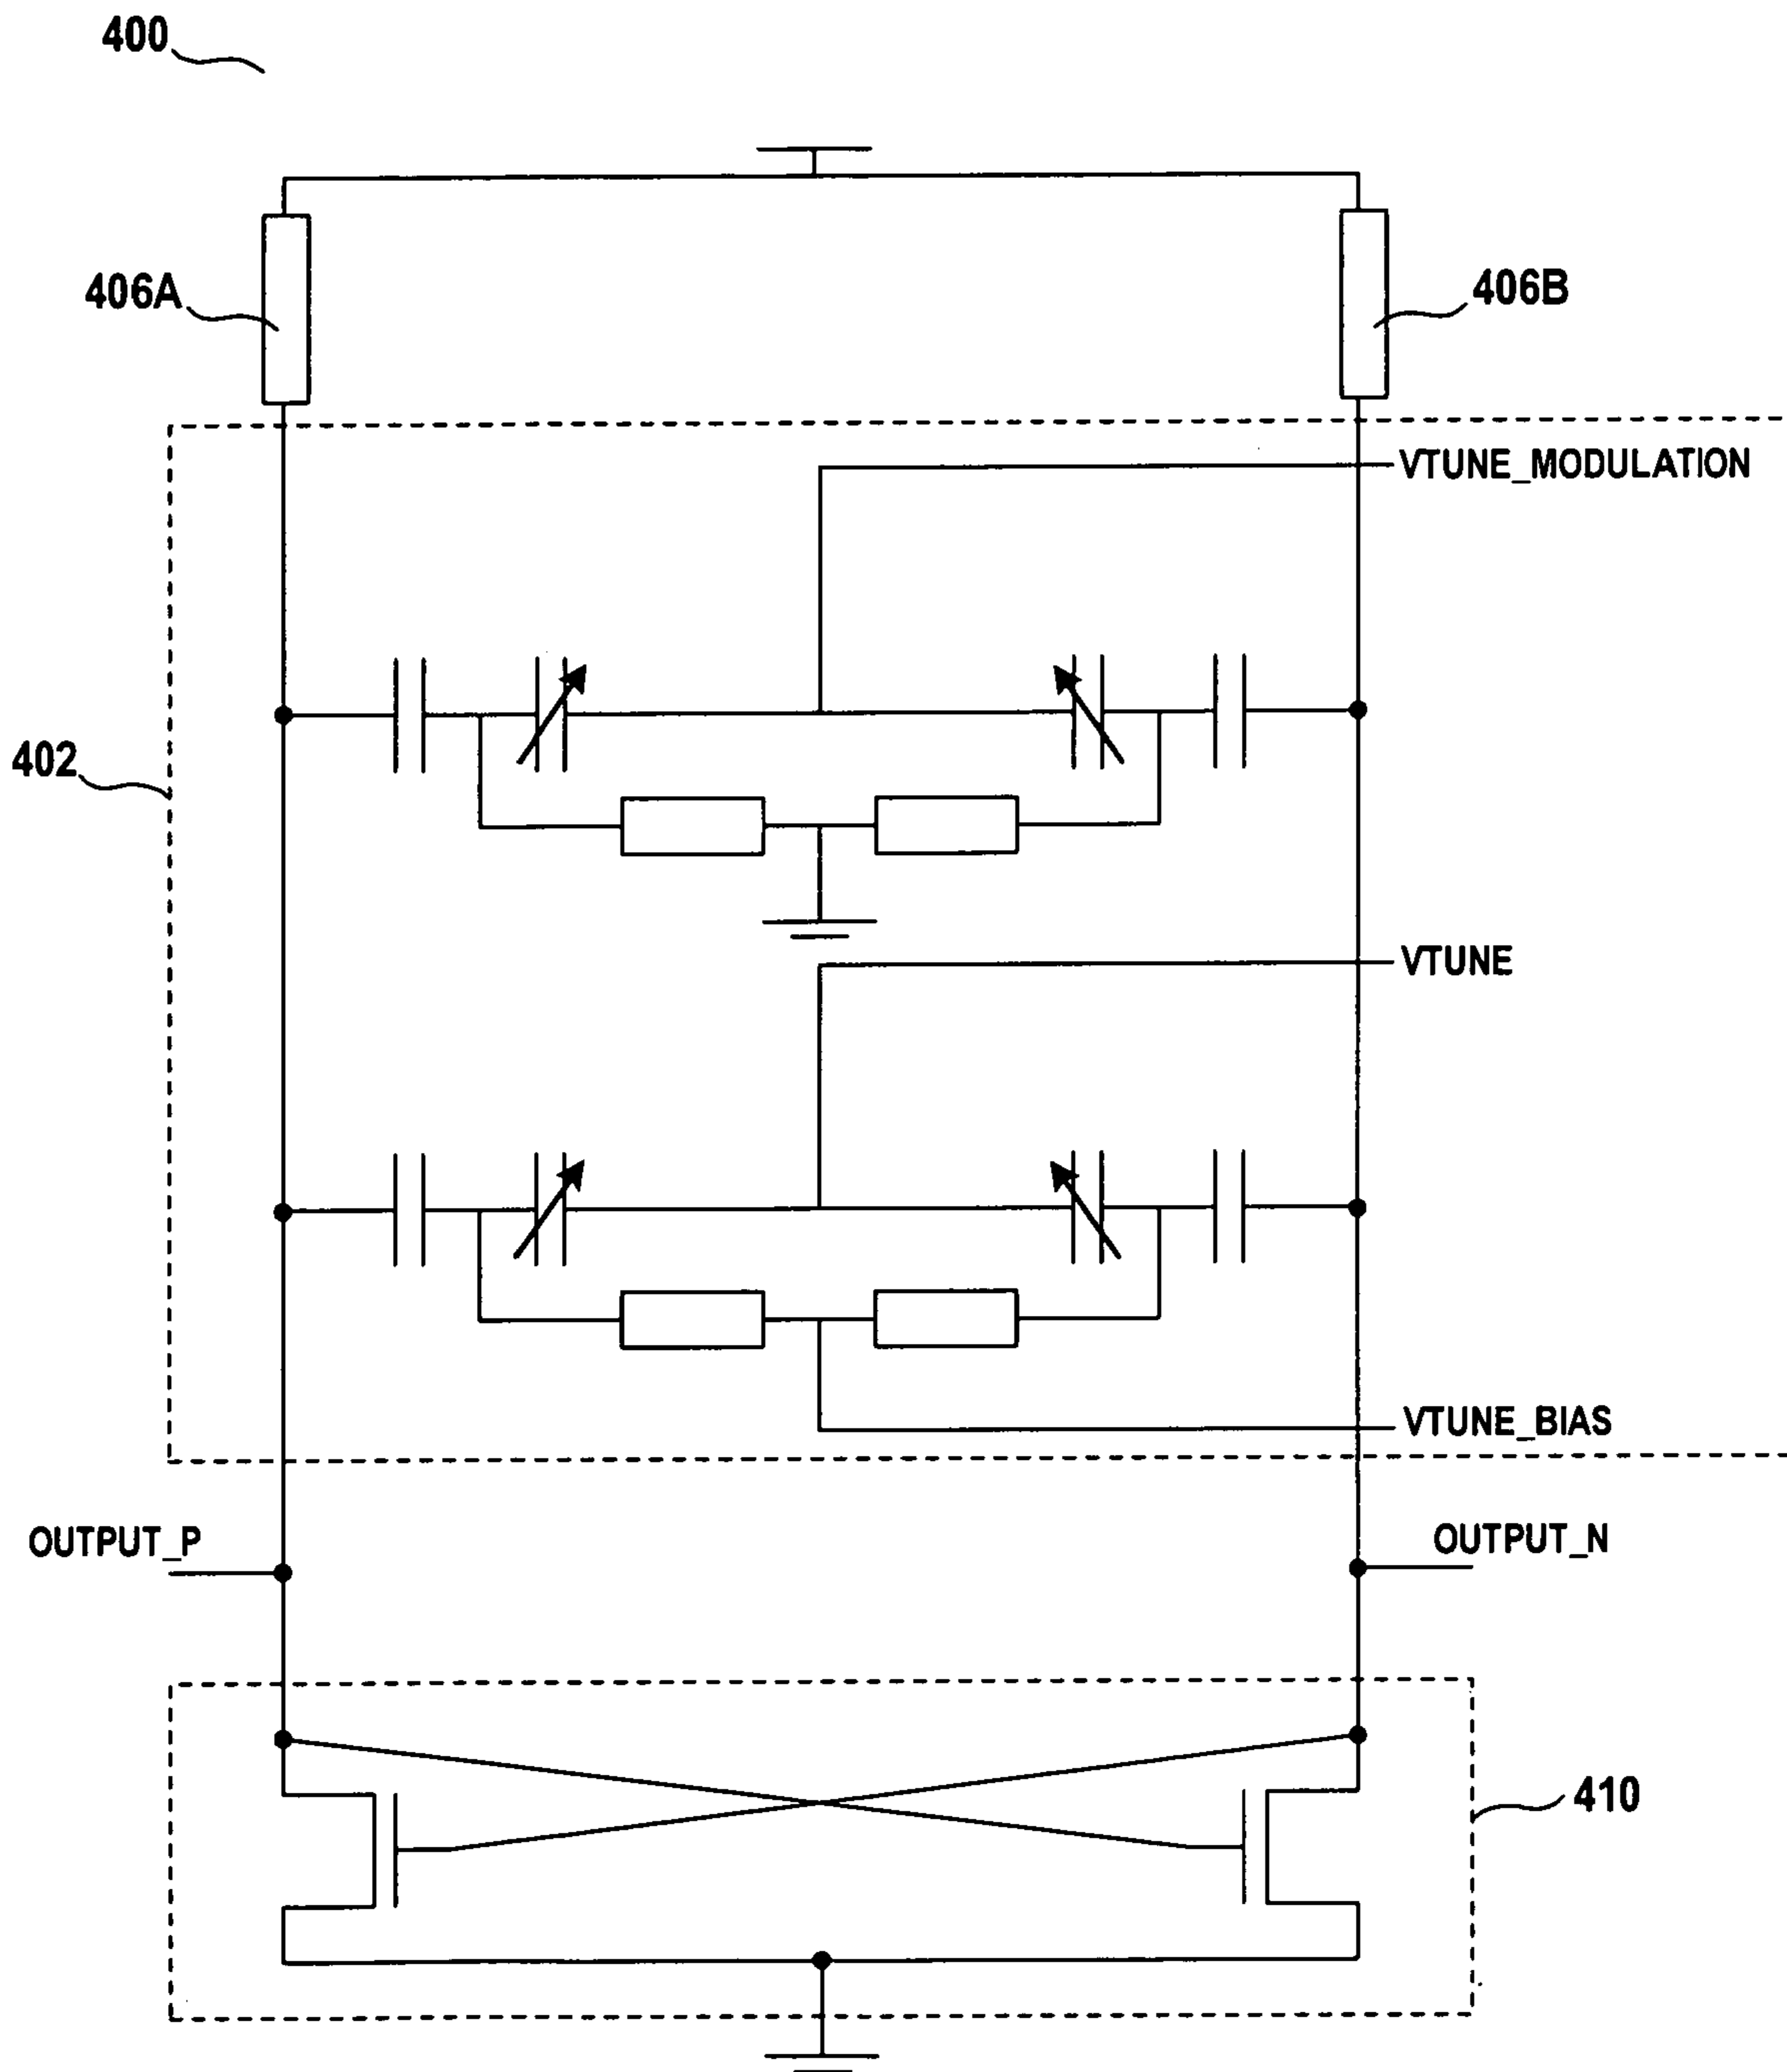 400
406A
406B
VTUNE_MODULATION
402
VTUNE
VTUNE_BIAS
OUTPUT_P
OUTPUT_N
410